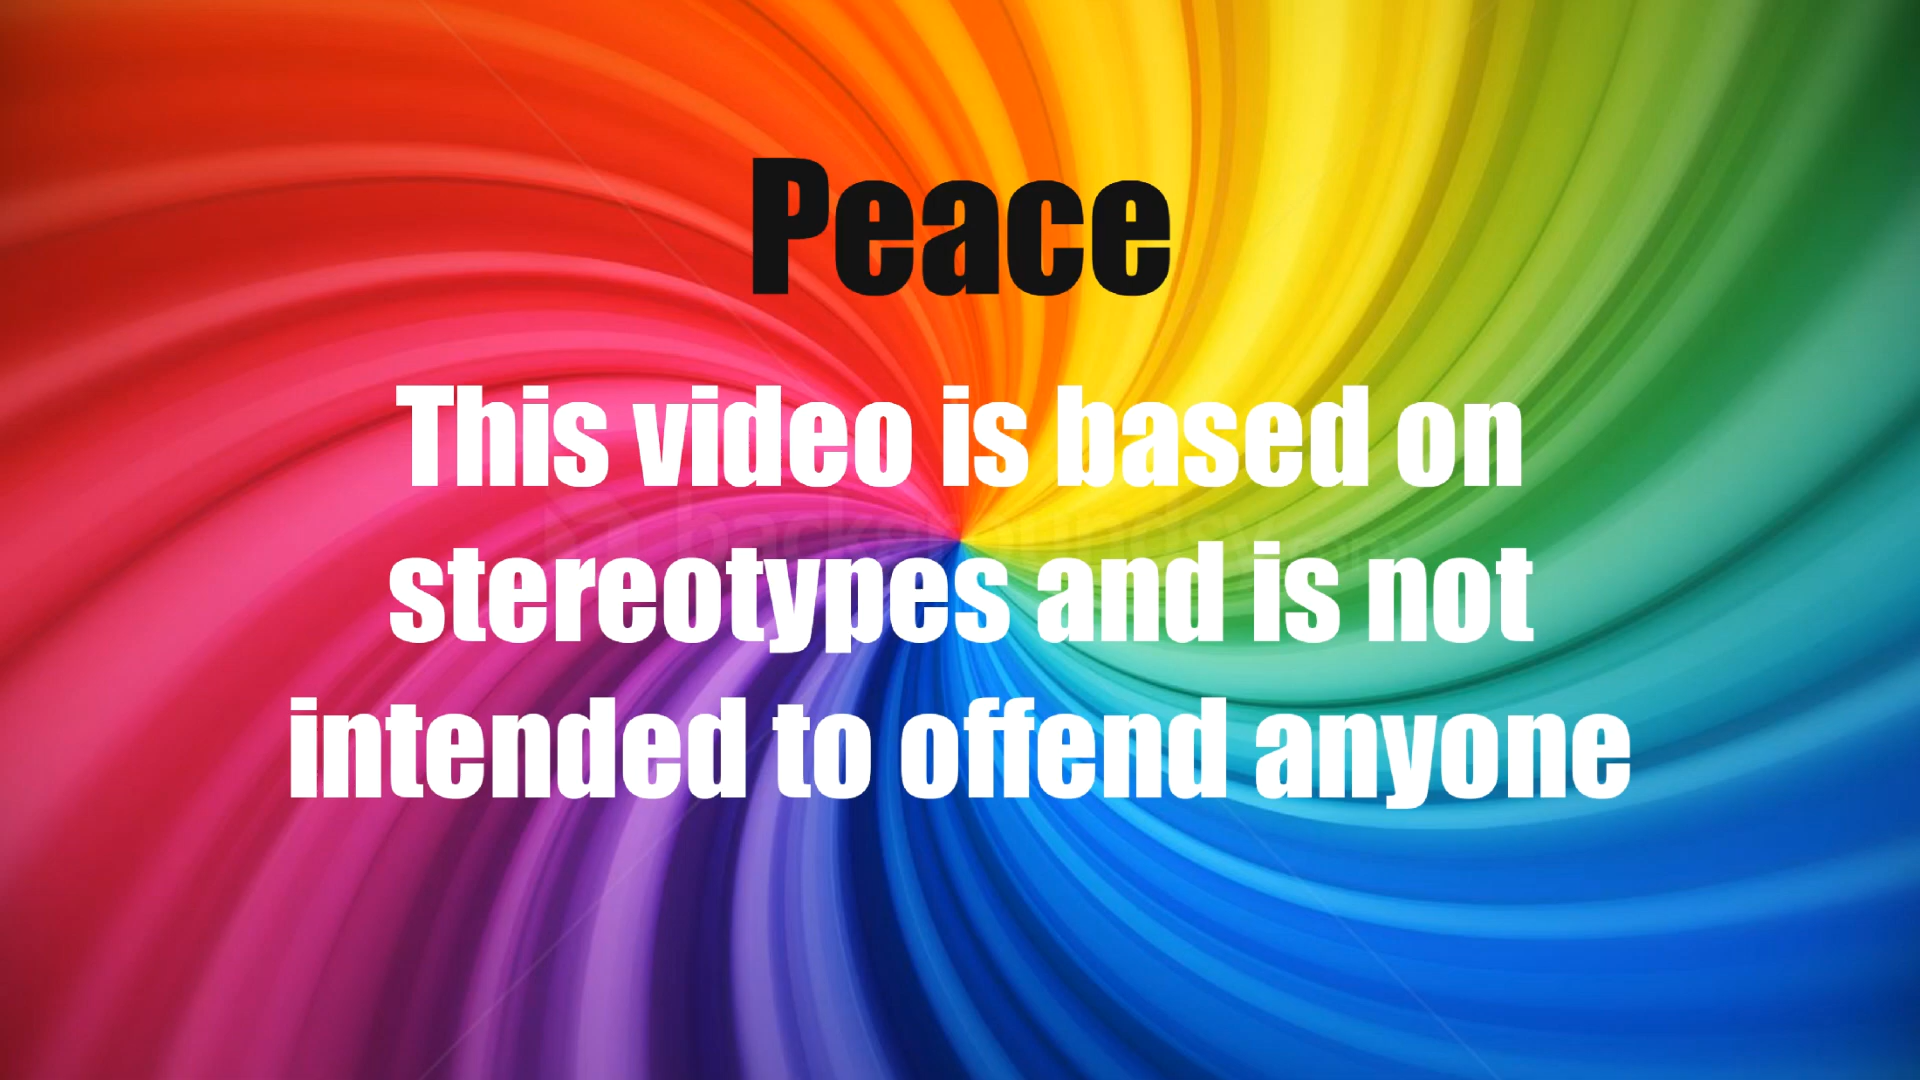 Peace
This video is based on
stereotypes and is not
intended to offend anyone